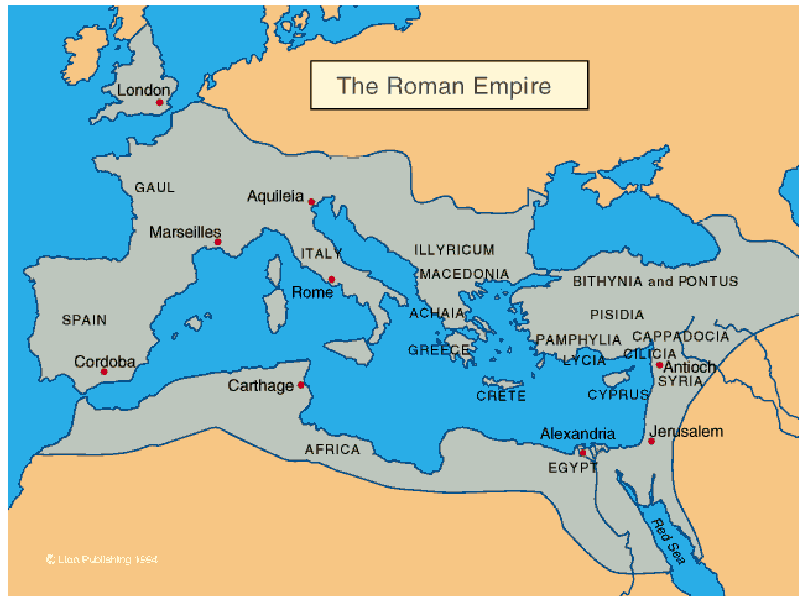 The Roman Empire
London
GAUL
Aquileia
Marseilles
ITALY
ILLYRICUM
MACEDONIA
BITHYNIA and PONTUS
Rome
SPAIN
ACHAIA
PISIDIA
GREECE
PAMPHYLIA
CAPPADOCIA
LYCIA
CILICIA
Cordoba
Antioch
Carthage
SYRIA
CRETE
CYPRUS
Alexandria
Jerusalem
AFRICA
EGYPT
Red Sea
© Lion Publishing 1994